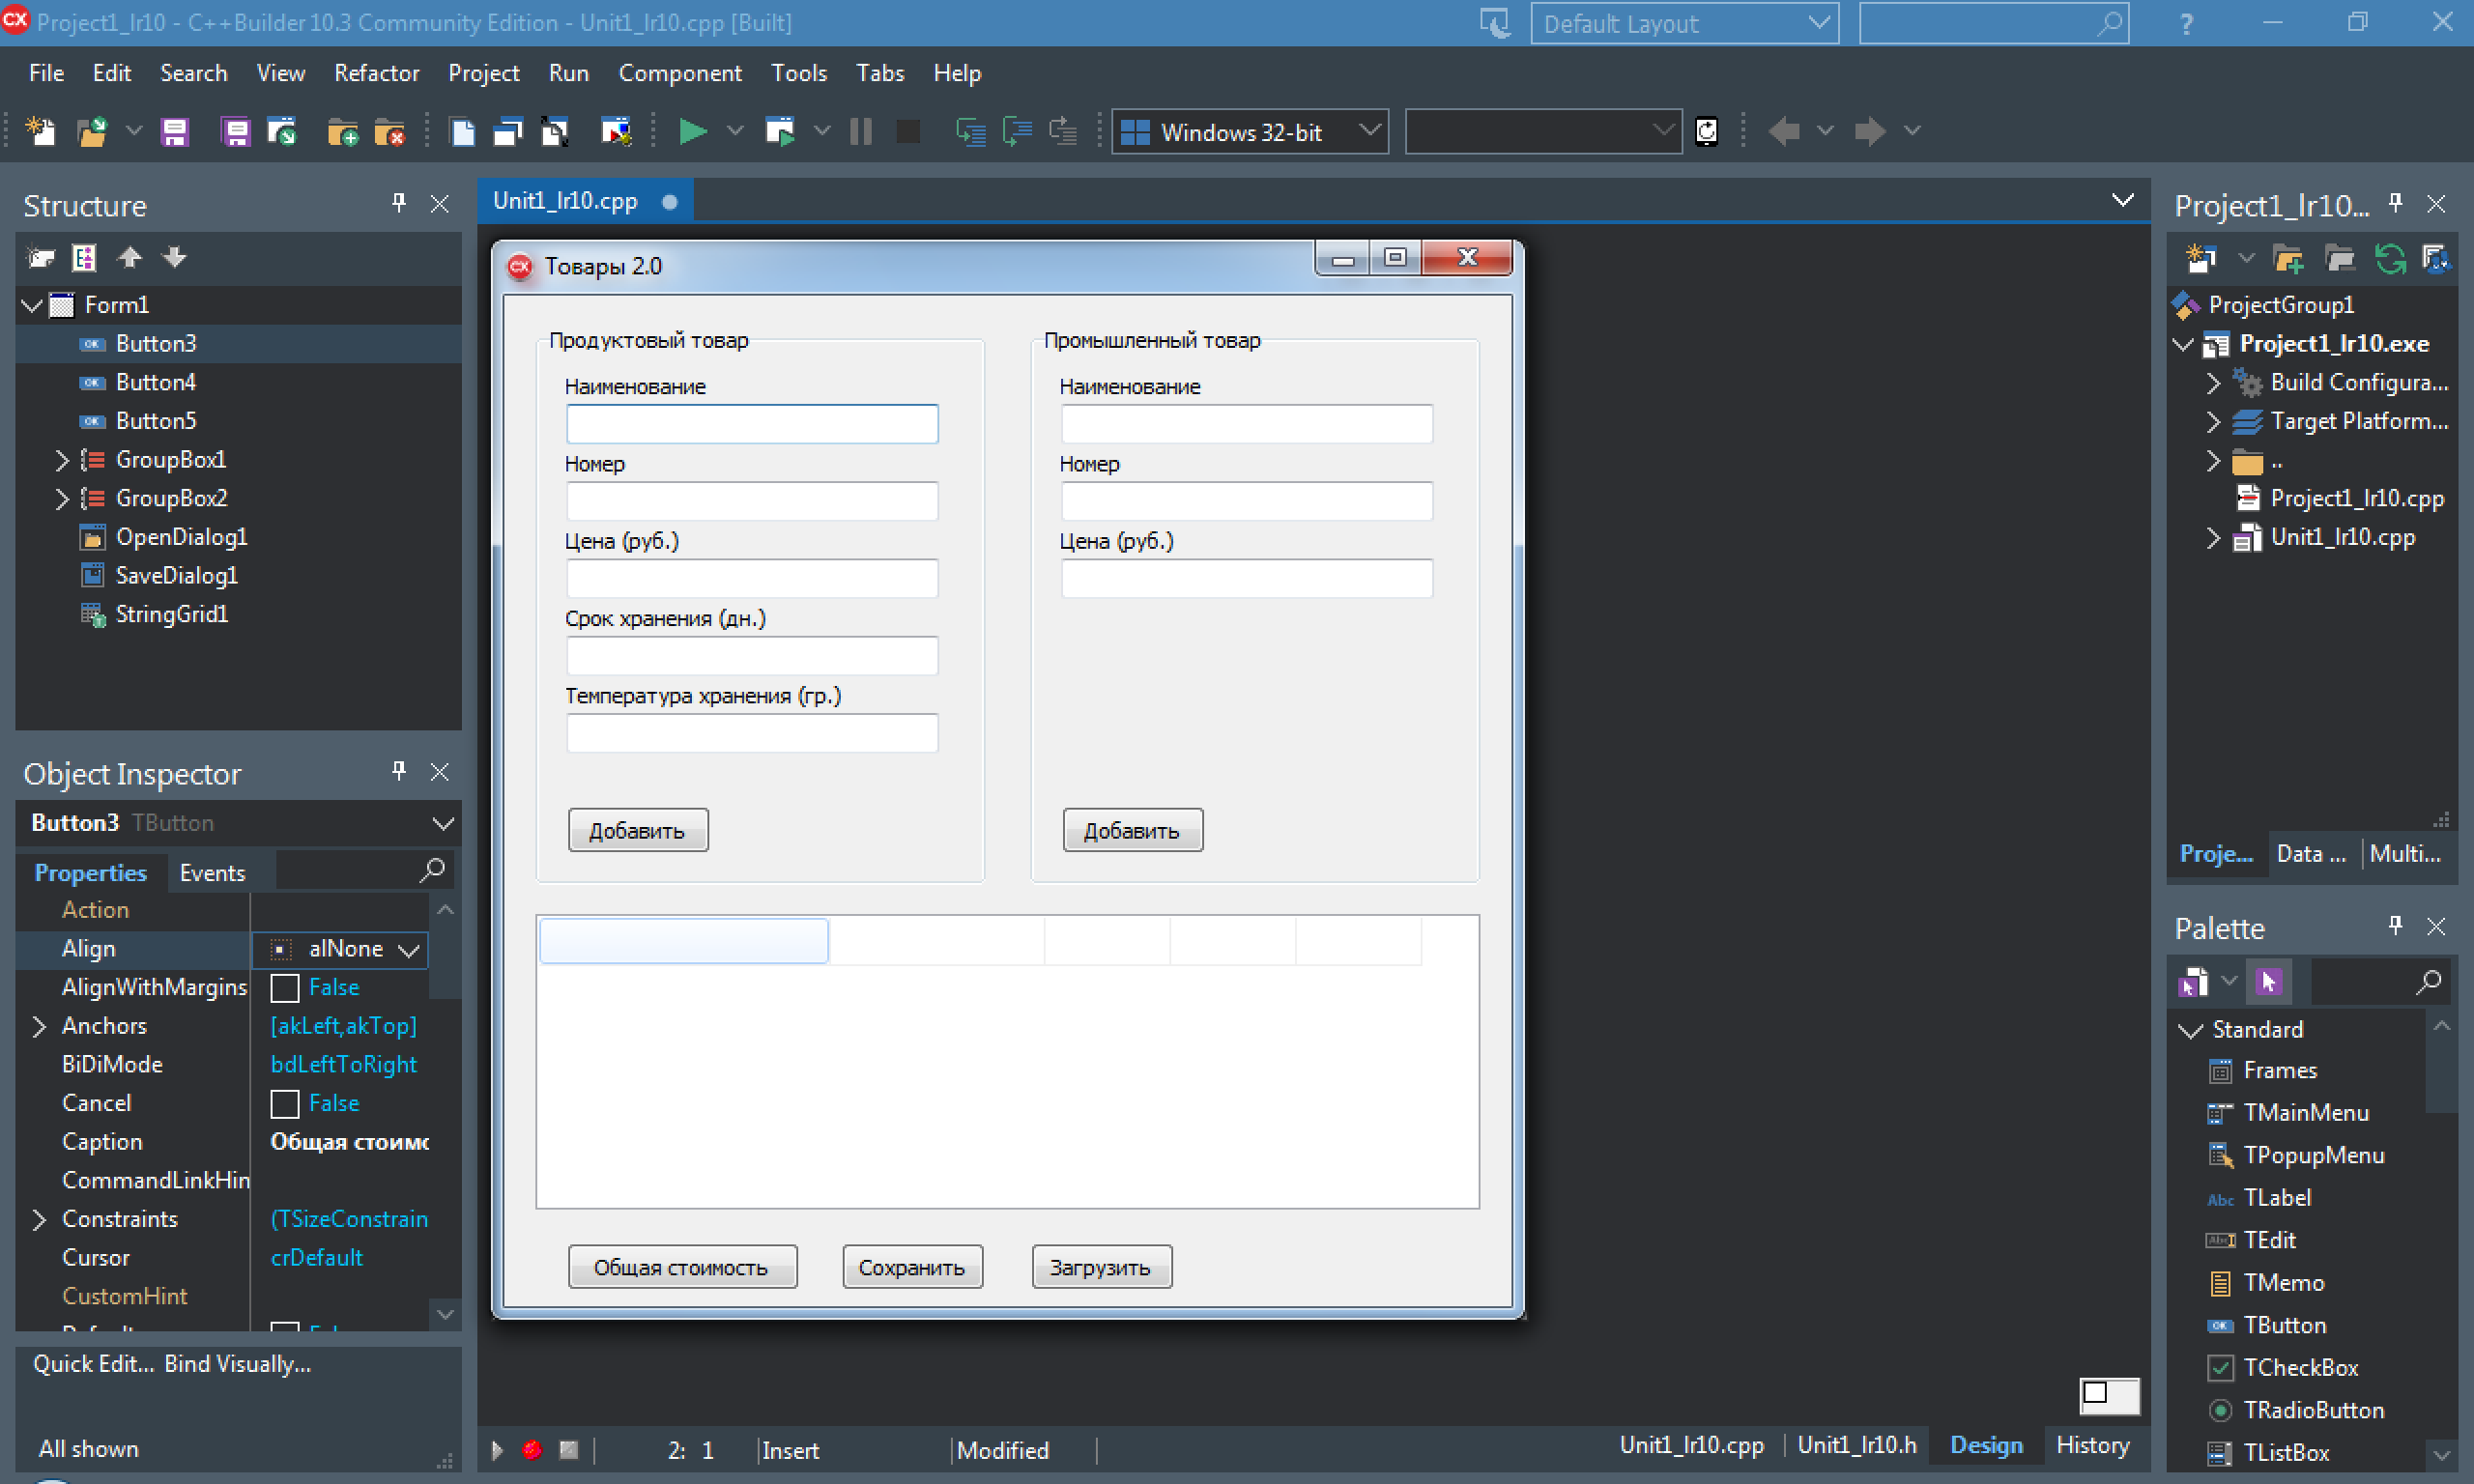 Project1_lr10 - C++Builder 10.3 Community Edition - Unit1_lr10.cpp [Built]
Default Layout
?
File Edit Search View Refactor Project Run Component Tools Tabs Help
Windows 32-bit
Structure
Form1
Button3
Button4
Button5
GroupBox1
GroupBox2
OpenDialog1
SaveDialog1
StringGrid1
Object Inspector
Button3 TButton
Properties Events
Action
Align alNone
AlignWithMargins False
Anchors [akLeft,akTop]
BiDiMode bdLeftToRight
Cancel False
Caption Общая стоимо
CommandLinkHin
Constraints (TSizeConstrain
Cursor crDefault
CustomHint
Quick Edit... Bind Visually...
All shown
Unit1_lr10.cpp
Товары 2.0
Продуктовый товар
Наименование
Номер
Цена (руб.)
Срок хранения (дн.)
Температура хранения (гр.)
Добавить
Промышленный товар
Наименование
Номер
Цена (руб.)
Добавить
Общая стоимость Сохранить Загрузить
2: 1 Insert Modified
Unit1_lr10.cpp Unit1_lr10.h Design History
Project1_lr10...
ProjectGroup1
Project1_lr10.exe
Build Configura...
Target Platform...
..
Project1_lr10.cpp
Unit1_lr10.cpp
Proje... Data ... Multi...
Palette
Standard
Frames
TMainMenu
TPopupMenu
Abc TLabel
TEdit
TMemo
OK TButton
TCheckBox
TRadioButton
TListBox